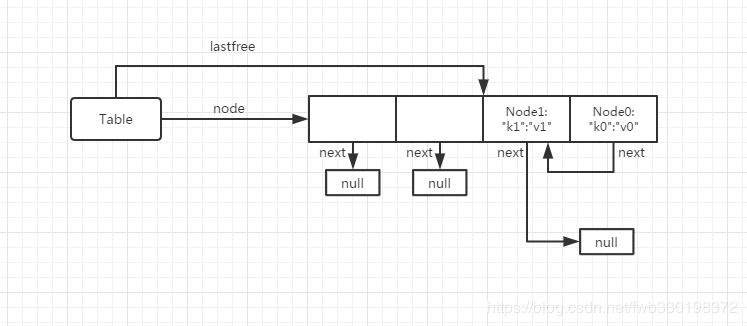 lastfree
Table
node
Node1:
"k1":"v1"
Node0:
"k0":"v0"
next
next
next
next
null
null
null
https://blog.csdn.net/fwb330198372